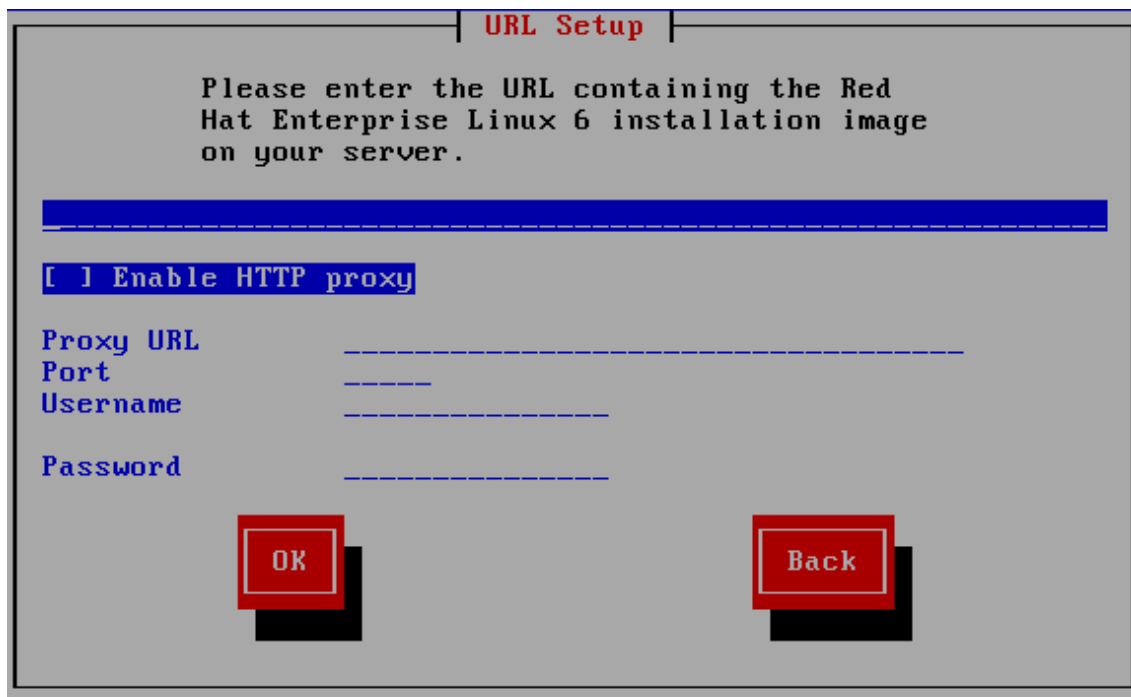 URL Setup
Please enter the URL containing the Red
Hat Enterprise Linux 6 installation image
on your server.
[ ] Enable HTTP proxy
Proxy URL
Port
Username
Password
OK
Back